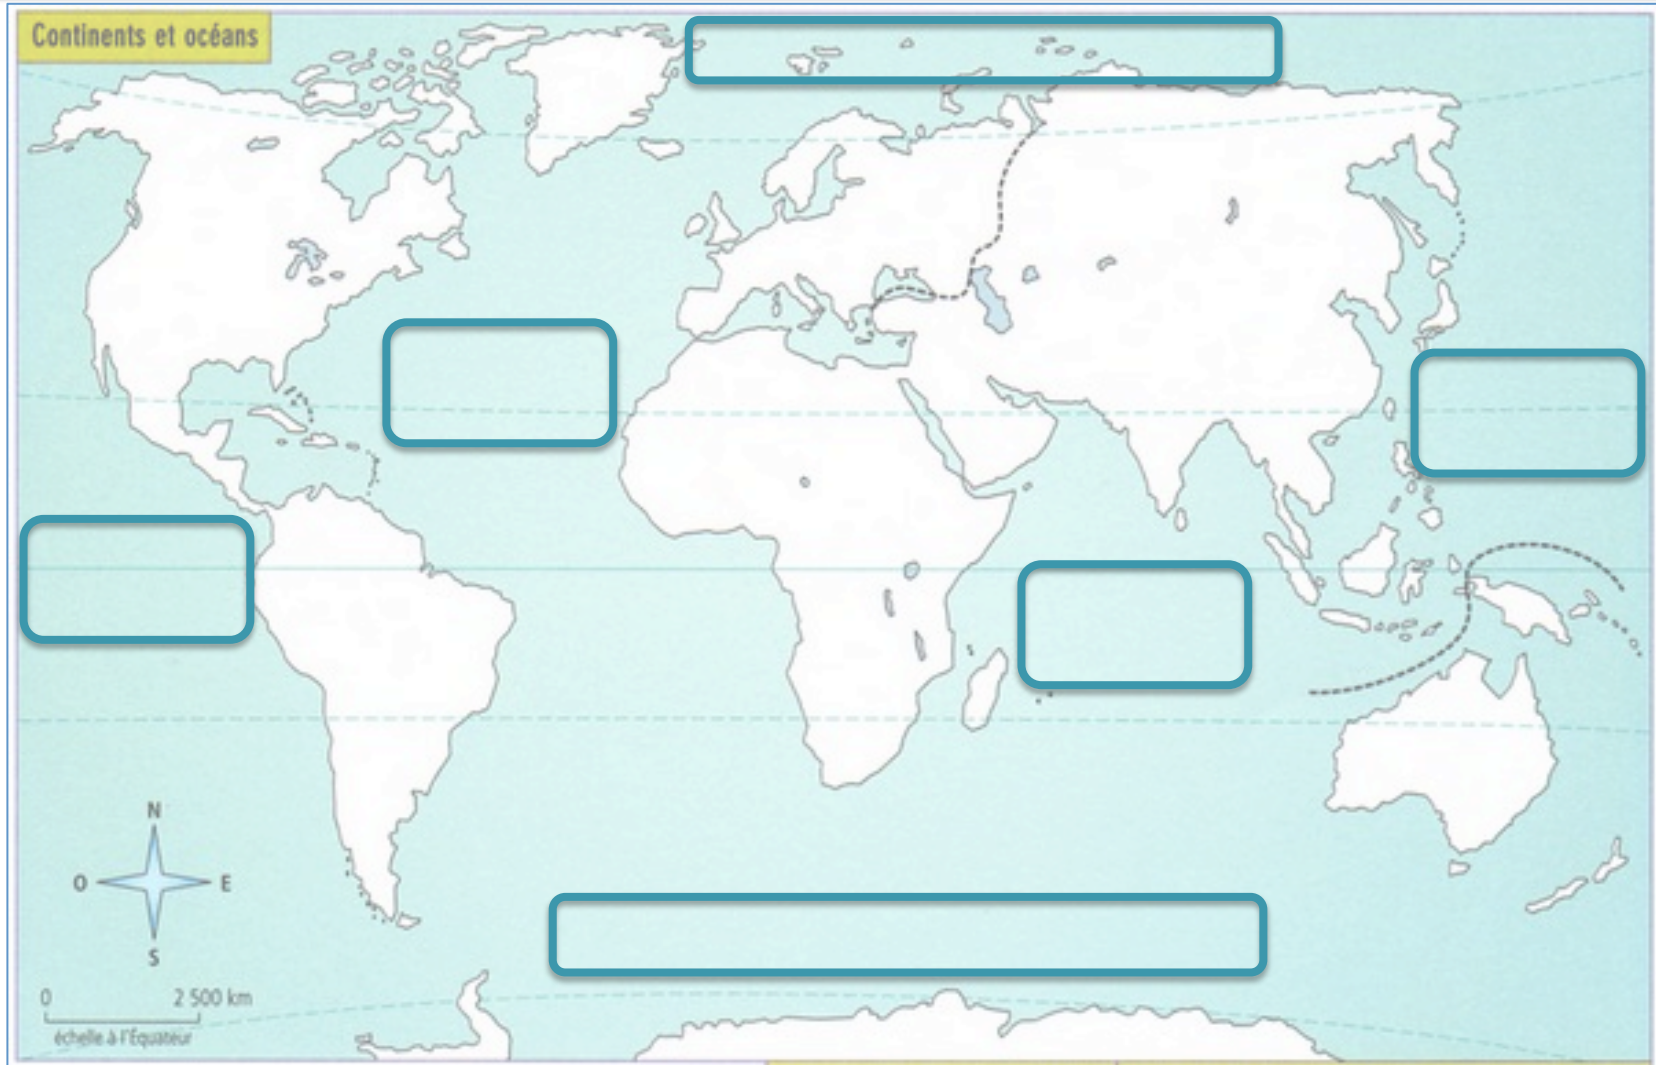 Continents et océans
N
O
E
S
0
2 500 km
échelle à l'Équateur